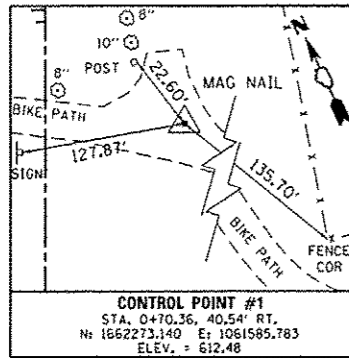 8"
10"
POST
22.60'
N
MAG NAIL
8"
BIKE PATH
127.87'
SIGN
135.70'
BIKE PATH
FENCE
COR
CONTROL POINT #1
STA. 0+70.36, 40.54' RT.
N: 1662273.140 E: 1061585.783
ELEV. = 612.48